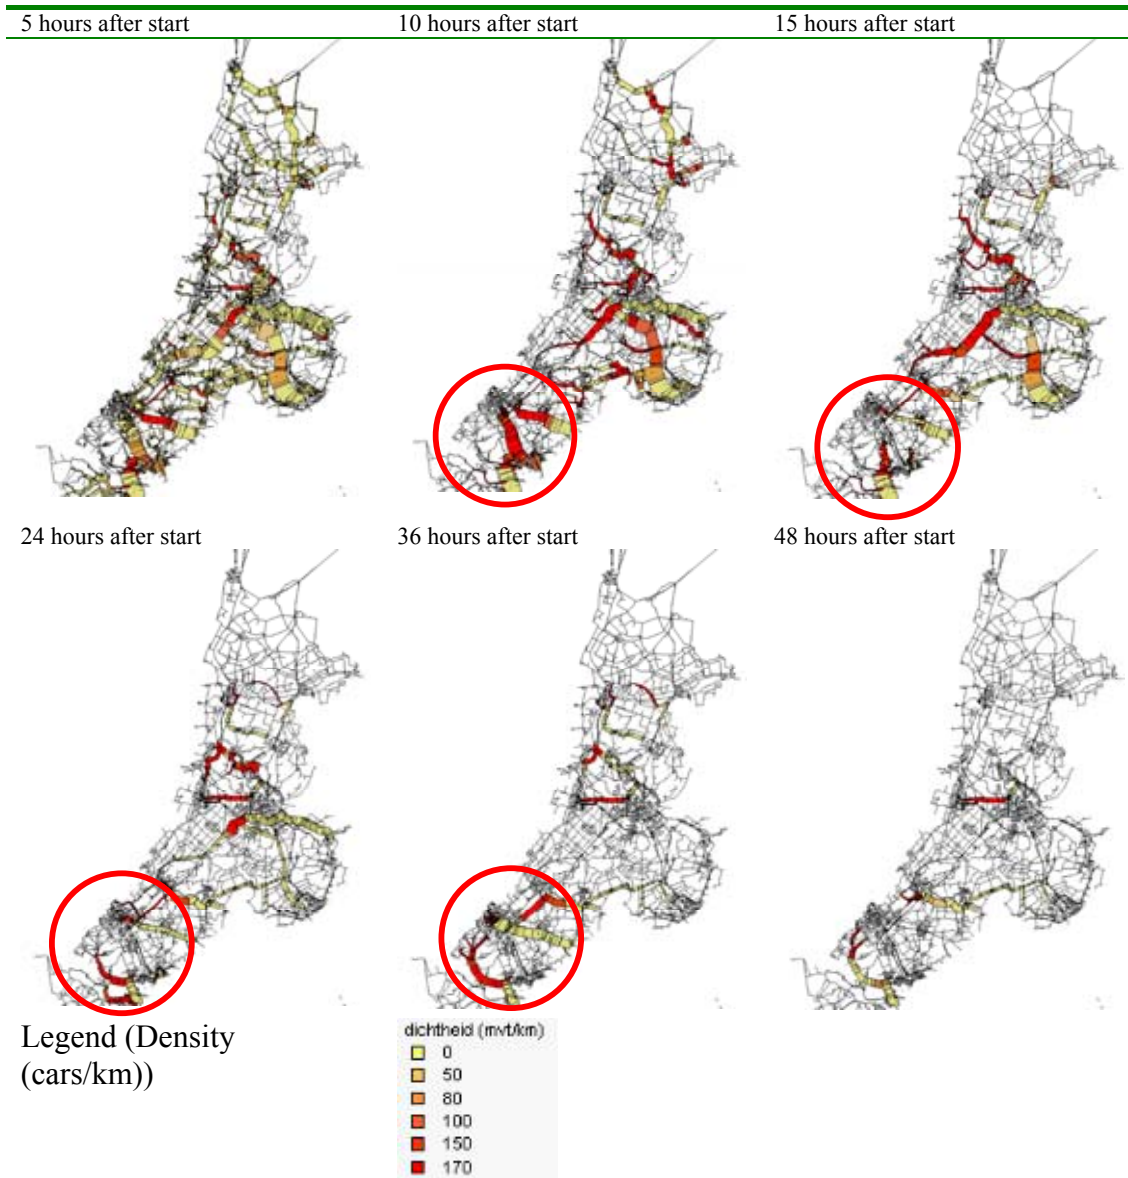 5 hours after start
10 hours after start
15 hours after start
24 hours after start
36 hours after start
48 hours after start
Legend (Density
(cars/km))
dichtheid (mvt/km)
0
50
80
100
150
170